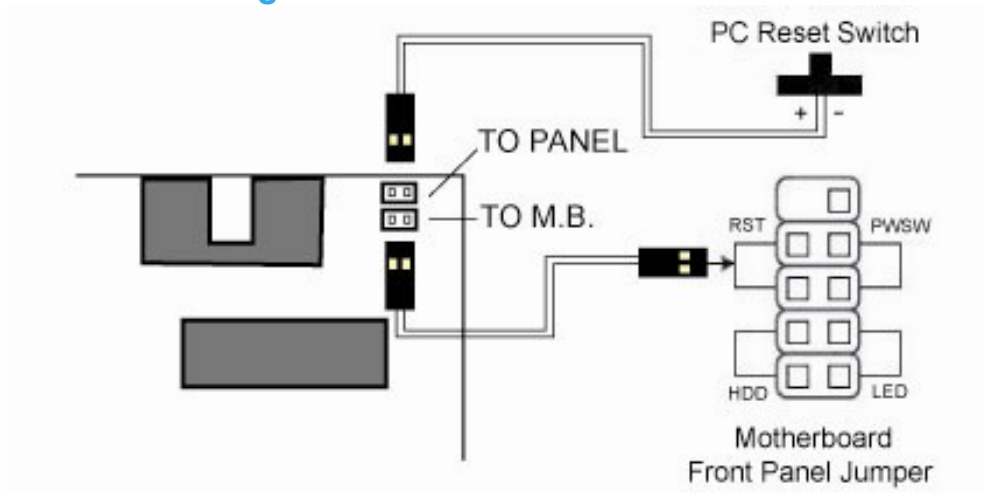 PC Reset Switch
+ -
TO PANEL
TO M.B.
RST PWSW
HDD LED
Motherboard
Front Panel Jumper